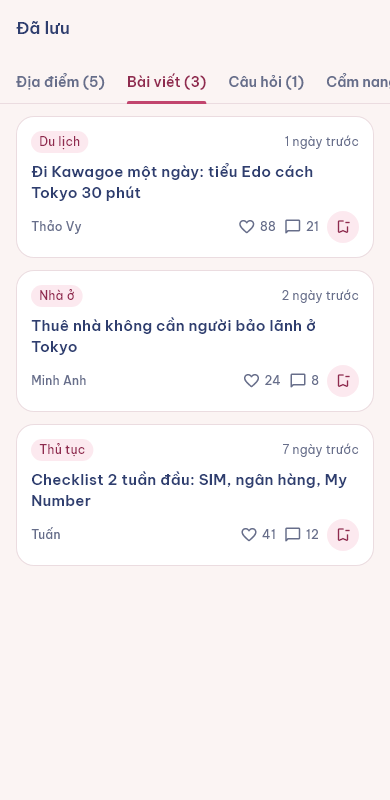 Đã lưu
Địa điểm (5) Bài viết (3) Câu hỏi (1) Cẩm nang
Du lịch 1 ngày trước
Đi Kawagoe một ngày: tiểu Edo cách
Tokyo 30 phút
Thảo Vy 88 21
Nhà ở 2 ngày trước
Thuê nhà không cần người bảo lãnh ở
Tokyo
Minh Anh 24 8
Thủ tục 7 ngày trước
Checklist 2 tuần đầu: SIM, ngân hàng, My
Number
Tuấn 41 12